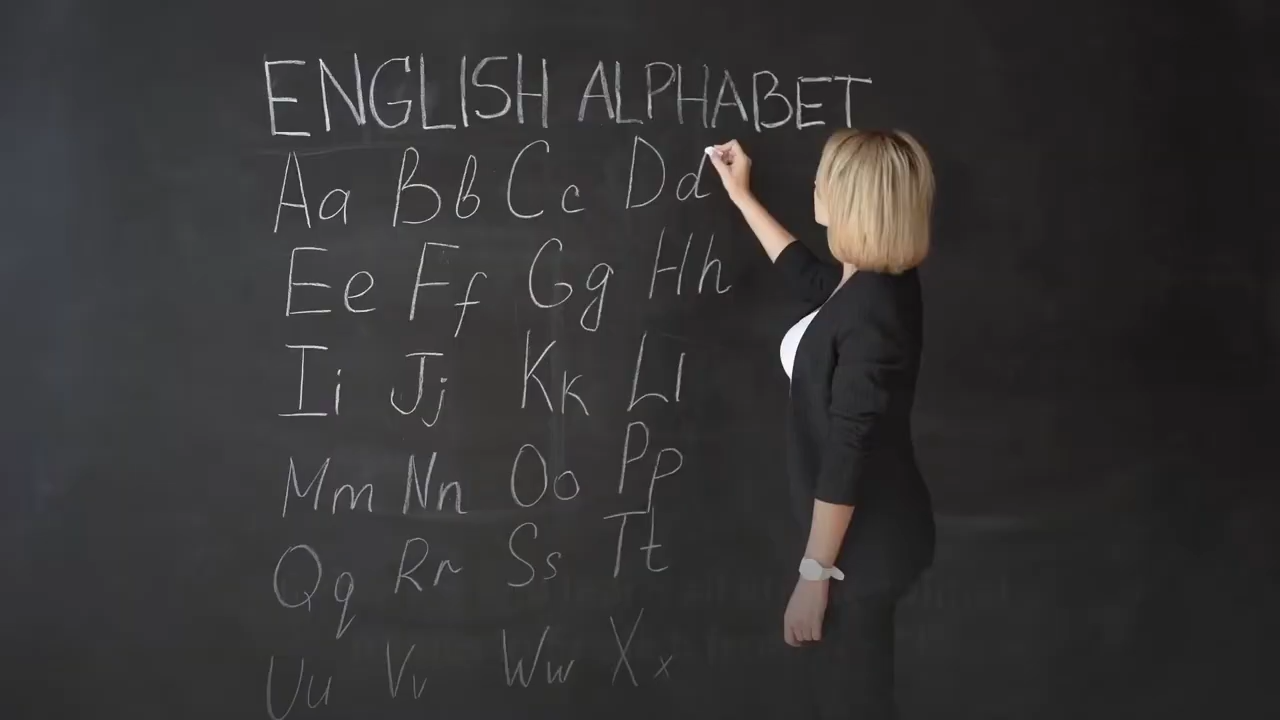 ENGLISH ALPHABET
Aa Bb Cc Dd
Ee Ff Gg Hh
Ii Jj Kk Ll
Mm Nn Oo Pp
Qq Rr Ss Tt
Uu Vv Ww Xx